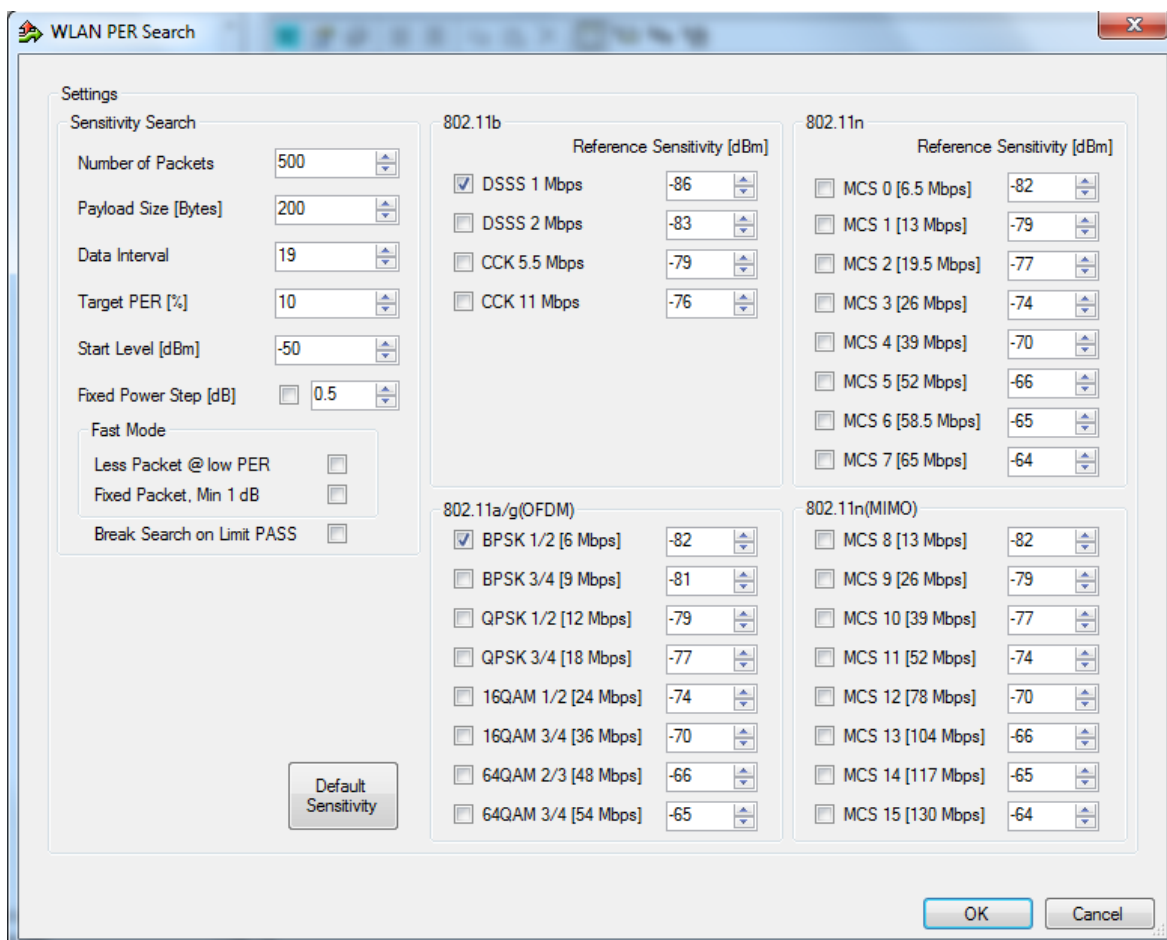 WLAN PER Search
X
Settings
Sensitivity Search
Number of Packets 500
Payload Size [Bytes] 200
Data Interval 19
Target PER [%] 10
Start Level [dBm] -50
Fixed Power Step [dB] 0.5
Fast Mode
Less Packet @ low PER
Fixed Packet, Min 1 dB
Break Search on Limit PASS
Default
Sensitivity
802.11b
Reference Sensitivity [dBm]
DSSS 1 Mbps -86
DSSS 2 Mbps -83
CCK 5.5 Mbps -79
CCK 11 Mbps -76
802.11a/g(OFDM)
BPSK 1/2 [6 Mbps] -82
BPSK 3/4 [9 Mbps] -81
QPSK 1/2 [12 Mbps] -79
QPSK 3/4 [18 Mbps] -77
16QAM 1/2 [24 Mbps] -74
16QAM 3/4 [36 Mbps] -70
64QAM 2/3 [48 Mbps] -66
64QAM 3/4 [54 Mbps] -65
802.11n
Reference Sensitivity [dBm]
MCS 0 [6.5 Mbps] -82
MCS 1 [13 Mbps] -79
MCS 2 [19.5 Mbps] -77
MCS 3 [26 Mbps] -74
MCS 4 [39 Mbps] -70
MCS 5 [52 Mbps] -66
MCS 6 [58.5 Mbps] -65
MCS 7 [65 Mbps] -64
802.11n(MIMO)
MCS 8 [13 Mbps] -82
MCS 9 [26 Mbps] -79
MCS 10 [39 Mbps] -77
MCS 11 [52 Mbps] -74
MCS 12 [78 Mbps] -70
MCS 13 [104 Mbps] -66
MCS 14 [117 Mbps] -65
MCS 15 [130 Mbps] -64
OK
Cancel